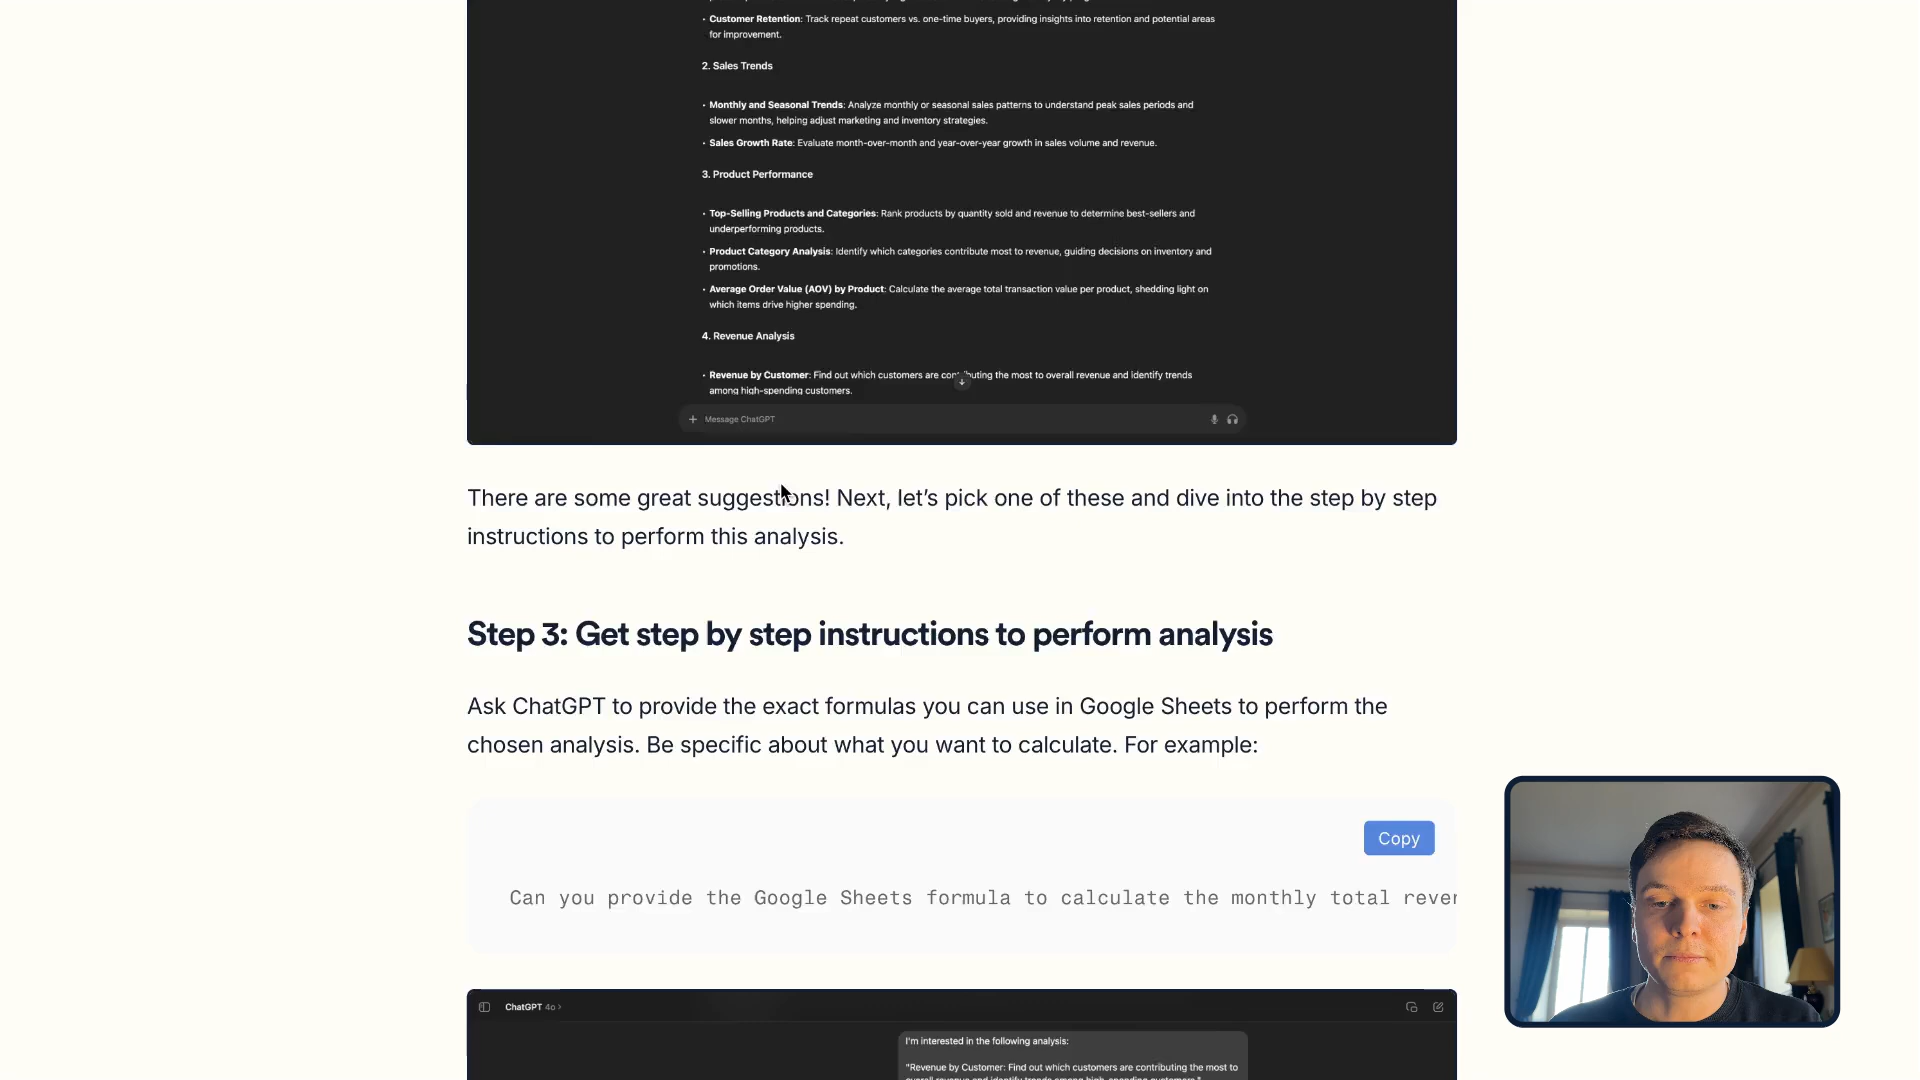 • Customer Retention: Track repeat customers vs. one-time buyers, providing insights into retention and potential areas
for improvement.
2. Sales Trends
• Monthly and Seasonal Trends: Analyze monthly or seasonal sales patterns to understand peak sales periods and
slower months, helping adjust marketing and inventory strategies.
• Sales Growth Rate: Evaluate month-over-month and year-over-year growth in sales volume and revenue.
3. Product Performance
• Top-Selling Products and Categories: Rank products by quantity sold and revenue to determine best-sellers and
underperforming products.
• Product Category Analysis: Identify which categories contribute most to revenue, guiding decisions on inventory and
promotions.
• Average Order Value (AOV) by Product: Calculate the average total transaction value per product, shedding light on
which items drive higher spending.
4. Revenue Analysis
• Revenue by Customer: Find out which customers are contributing the most to overall revenue and identify trends
among high-spending customers.
Message ChatGPT
There are some great suggestions! Next, let’s pick one of these and dive into the step by step
instructions to perform this analysis.
Step 3: Get step by step instructions to perform analysis
Ask ChatGPT to provide the exact formulas you can use in Google Sheets to perform the
chosen analysis. Be specific about what you want to calculate. For example:
Copy
Can you provide the Google Sheets formula to calculate the monthly total rever
ChatGPT 4o >
I'm interested in the following analysis:
"Revenue by Customer: Find out which customers are contributing the most to
overall revenue and identify trends among high-spending customers."